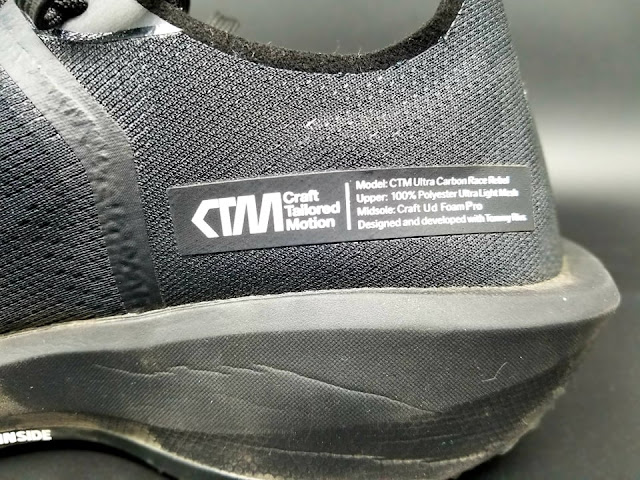 CTM
Craft
Tailored
Motion
Model: CTM Ultra Carbon Race Rebel
Upper: 100% Polyester Ultra Light Mesh
Midsole: Craft Ud Foam Pro
Designed and developed with Tommy Rivs
NSIDE